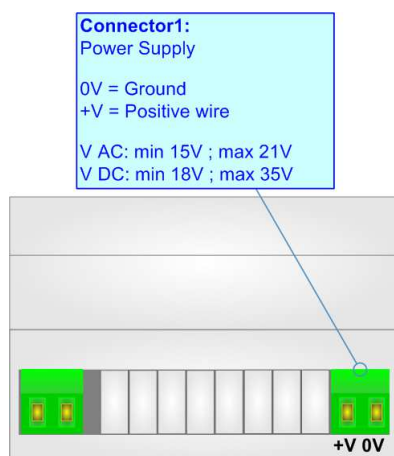 Connector1:
Power Supply
0V = Ground
+V = Positive wire
V AC: min 15V ; max 21V
V DC: min 18V ; max 35V
+V 0V